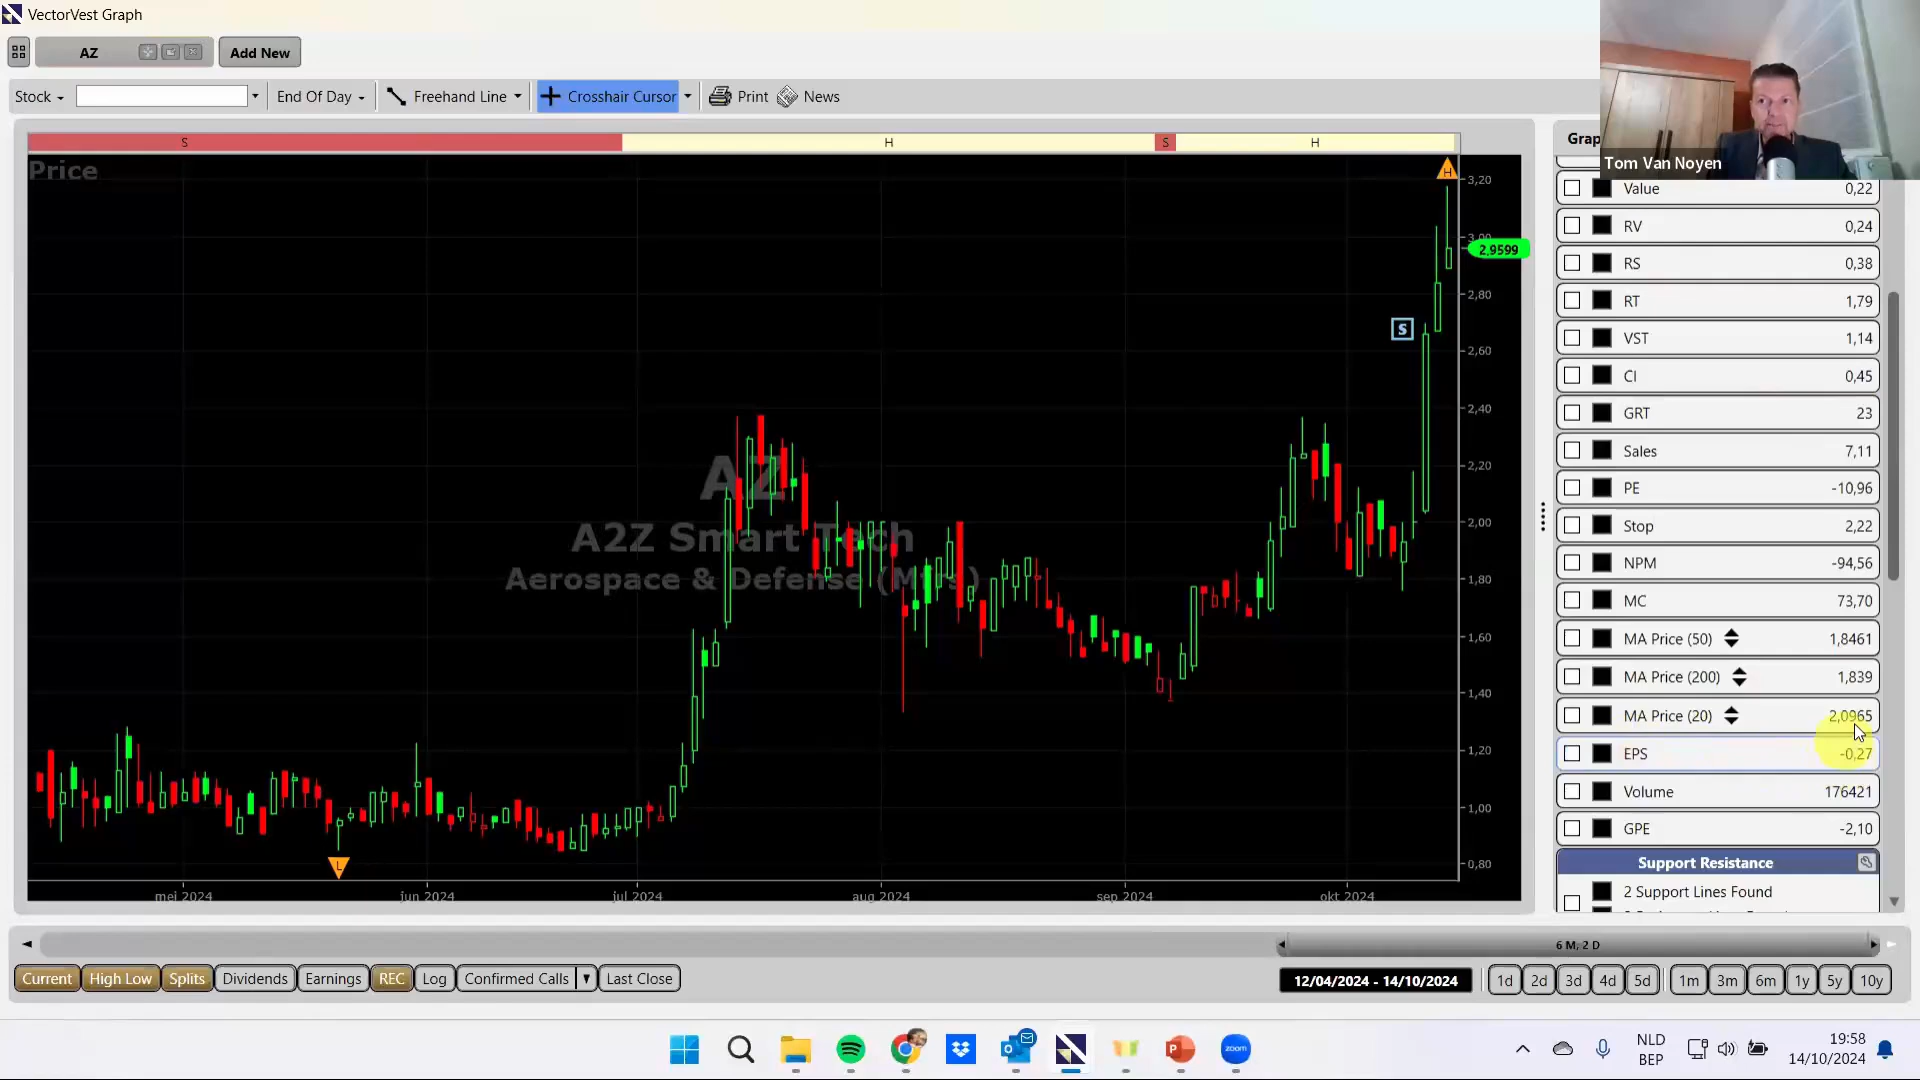 VectorVest Graph
AZ
Add New
Stock
End Of Day
Freehand Line
Crosshair Cursor
Print
News
S
H
S
H
Price
H
3,20
3,00
2,9599
2,80
S
2,60
2,40
2,20
2,00
1,80
1,60
1,40
1,20
1,00
0,80
AZ
A2Z Smart Tech
Aerospace & Defense (Mfrs)
L
mei 2024
jun 2024
jul 2024
aug 2024
sep 2024
okt 2024
Tom Van Noyen
Value 0,22
RV 0,24
RS 0,38
RT 1,79
VST 1,14
CI 0,45
GRT 23
Sales 7,11
PE -10,96
Stop 2,22
NPM -94,56
MC 73,70
MA Price (50) 1,8461
MA Price (200) 1,839
MA Price (20) 2,0965
EPS -0,27
Volume 176421
GPE -2,10
Support Resistance
2 Support Lines Found
6 M, 2 D
Current
High Low
Splits
Dividends
Earnings
REC
Log
Confirmed Calls
Last Close
12/04/2024 - 14/10/2024
1d
2d
3d
4d
5d
1m
3m
6m
1y
5y
10y
zoom
NLD
BEP
19:58
14/10/2024